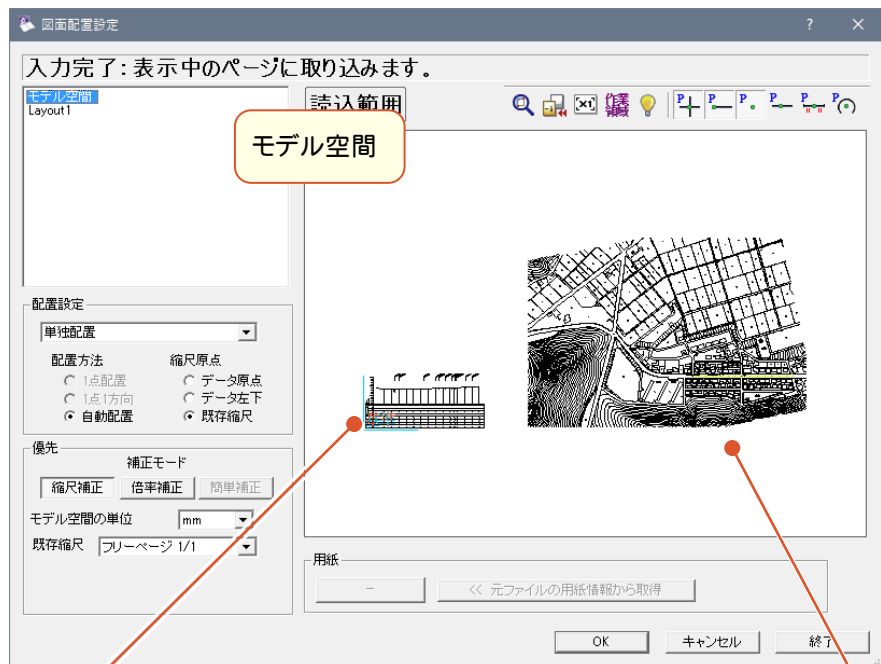 図面配置設定
入力完了:表示中のページに取り込みます。
モデル空間
Layout1
読込範囲
作業領域
モデル空間
配置設定
単独配置
配置方法 縮尺原点
1点配置 データ原点
1点1方向 データ左下
自動配置 既存縮尺
優先
補正モード
縮尺補正 倍率補正 簡単補正
モデル空間の単位 mm
既存縮尺 フリーページ 1/1
用紙
− << 元ファイルの用紙情報から取得
OK キャンセル 終了